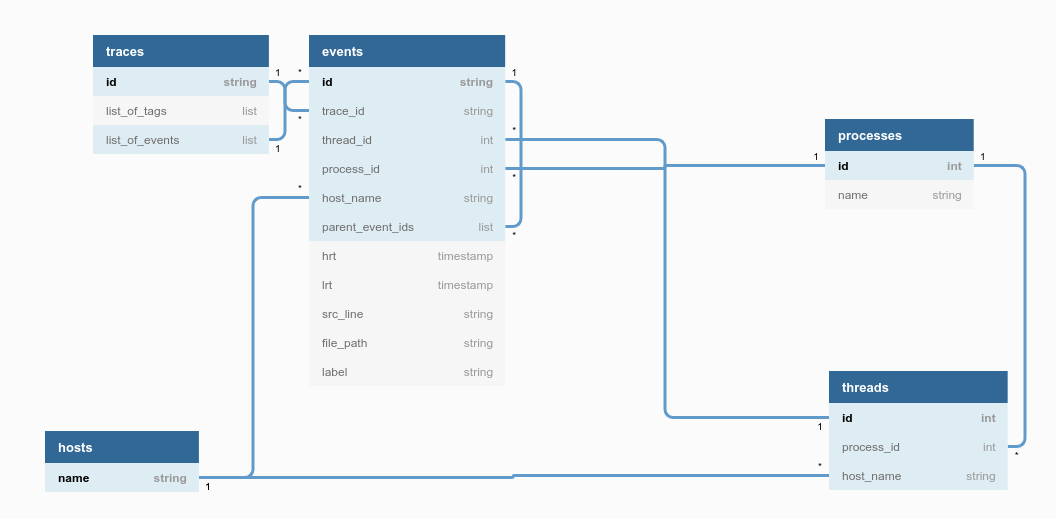 traces
id string
list_of_tags list
list_of_events list
1
1
events
id string
trace_id string
thread_id int
process_id int
host_name string
parent_event_ids list
hrt timestamp
lrt timestamp
src_line string
file_path string
label string
*
*
*
1
*
*
*
processes
id int
name string
1
1
threads
id int
process_id int
host_name string
1
*
*
hosts
name string
1